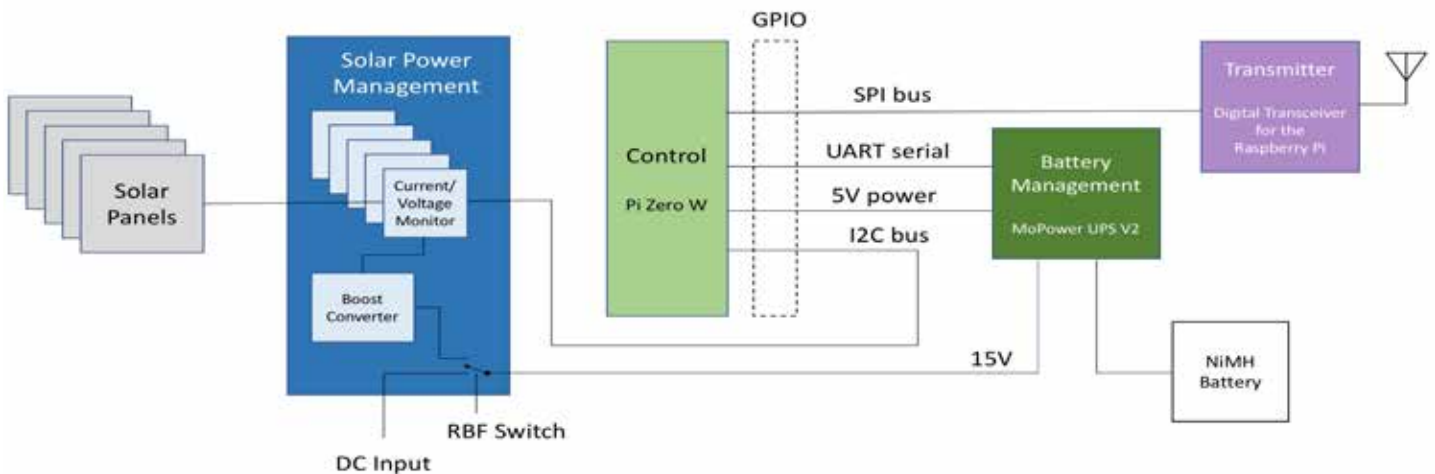 GPIO
Solar Power
Management
Transmitter
Digital Transceiver
for the
Raspberry Pi
SPI bus
Control
Pi Zero W
UART serial
5V power
I2C bus
Battery
Management
MoPower UPS V2
Solar
Panels
Current/
Voltage
Monitor
Boost
Converter
15V
NiMH
Battery
RBF Switch
DC Input